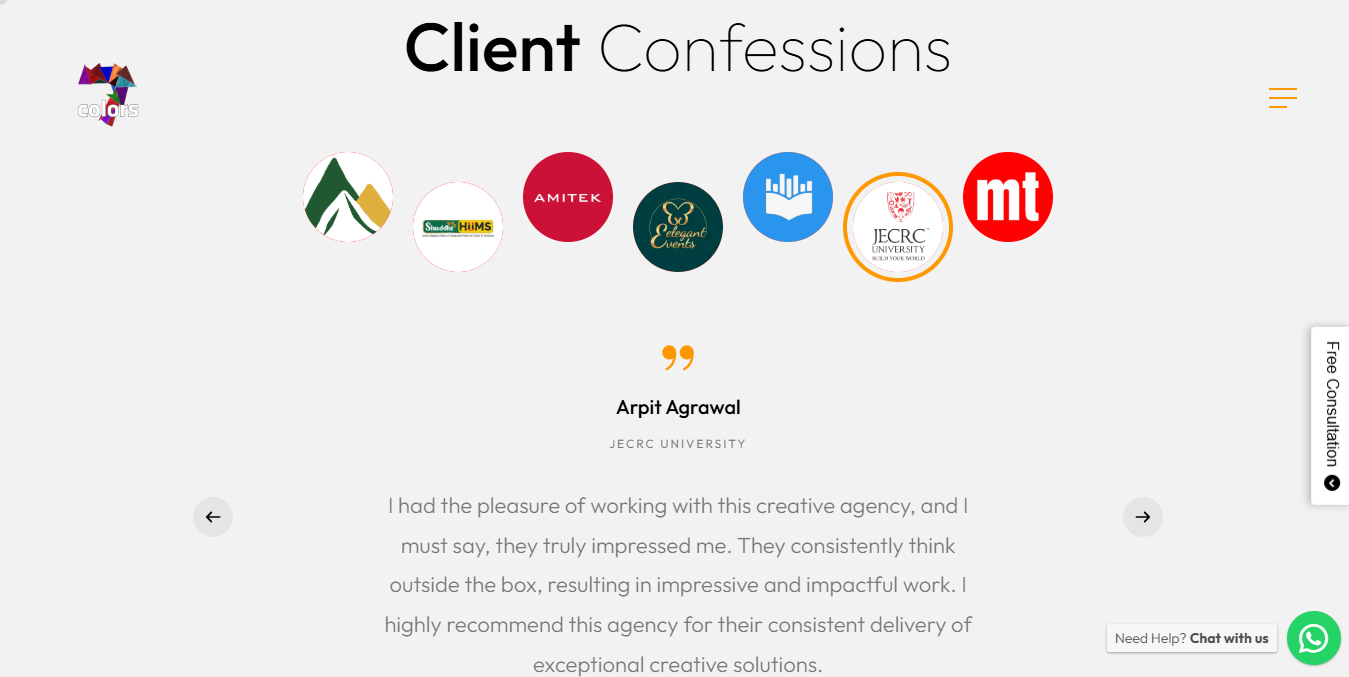 Client Confessions
colors
Shuddhi HiiMS
AMITEK
Eelegant
Events
JECRC
UNIVERSITY
BUILD YOUR WORLD
mt
Arpit Agrawal
JECRC UNIVERSITY
I had the pleasure of working with this creative agency, and I
must say, they truly impressed me. They consistently think
outside the box, resulting in impressive and impactful work. I
highly recommend this agency for their consistent delivery of
exceptional creative solutions.
Free Consultation
Need Help? Chat with us